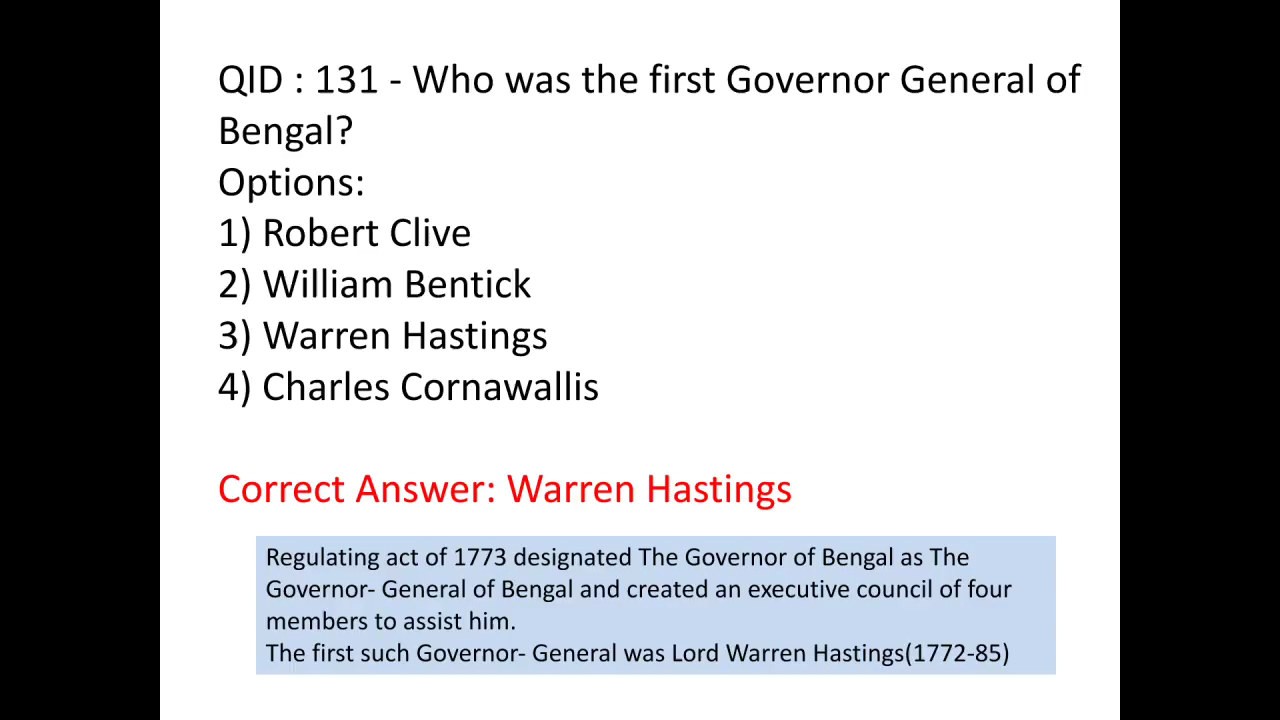 QID : 131 - Who was the first Governor General of
Bengal?
Options:
1) Robert Clive
2) William Bentick
3) Warren Hastings
4) Charles Cornawallis
Correct Answer: Warren Hastings
Regulating act of 1773 designated The Governor of Bengal as The
Governor- General of Bengal and created an executive council of four
members to assist him.
The first such Governor- General was Lord Warren Hastings(1772-85)